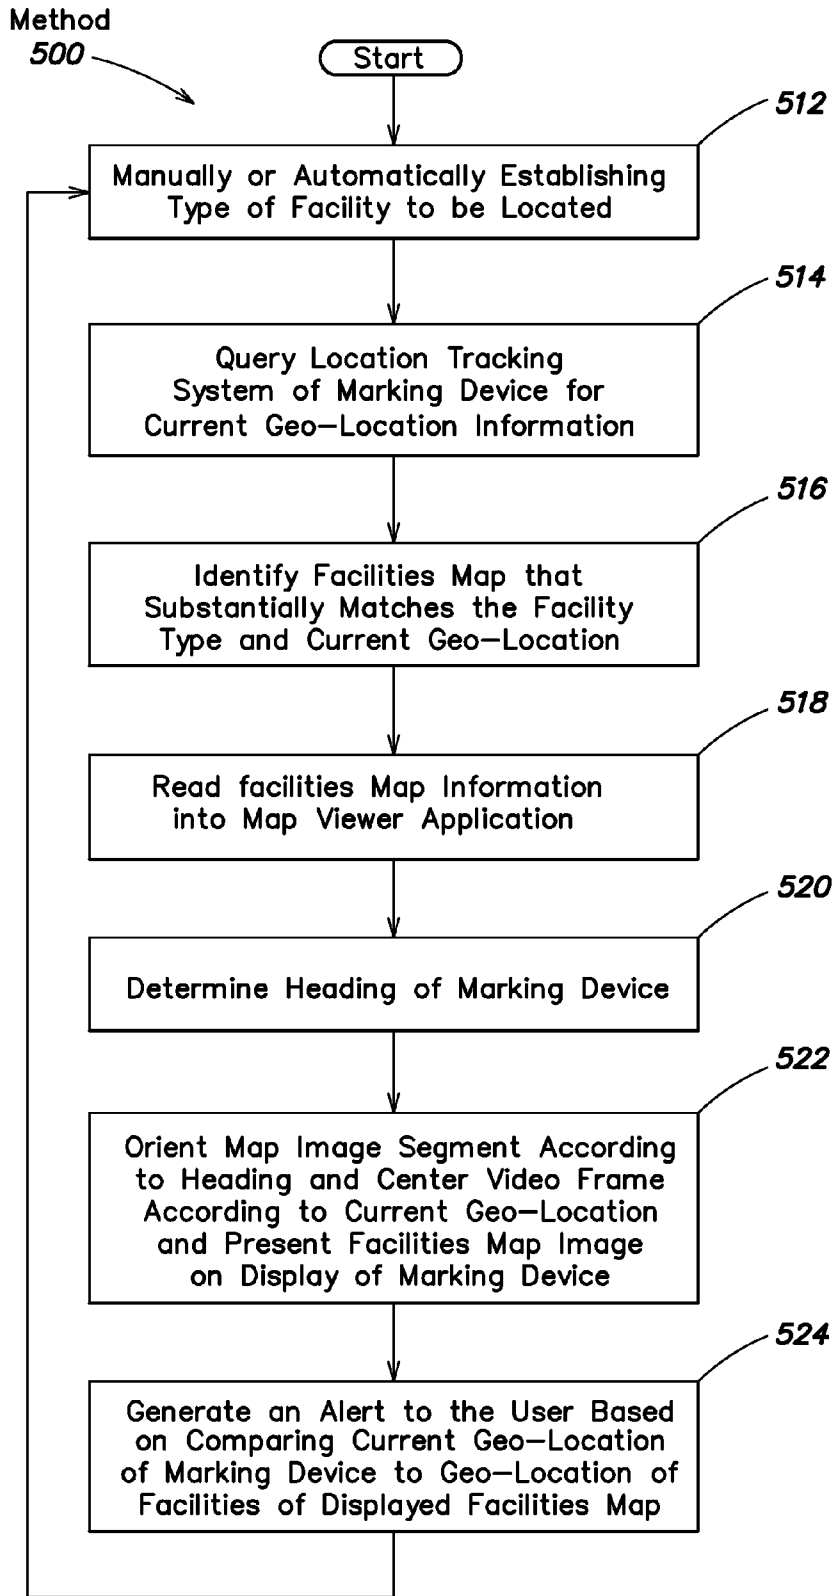 Method
500
Start
512
Manually or Automatically Establishing
Type of Facility to be Located
514
Query Location Tracking
System of Marking Device for
Current Geo-Location Information
516
Identify Facilities Map that
Substantially Matches the Facility
Type and Current Geo-Location
518
Read facilities Map Information
into Map Viewer Application
520
Determine Heading of Marking Device
522
Orient Map Image Segment According
to Heading and Center Video Frame
According to Current Geo-Location
and Present Facilities Map Image
on Display of Marking Device
524
Generate an Alert to the User Based
on Comparing Current Geo-Location
of Marking Device to Geo-Location of
Facilities of Displayed Facilities Map